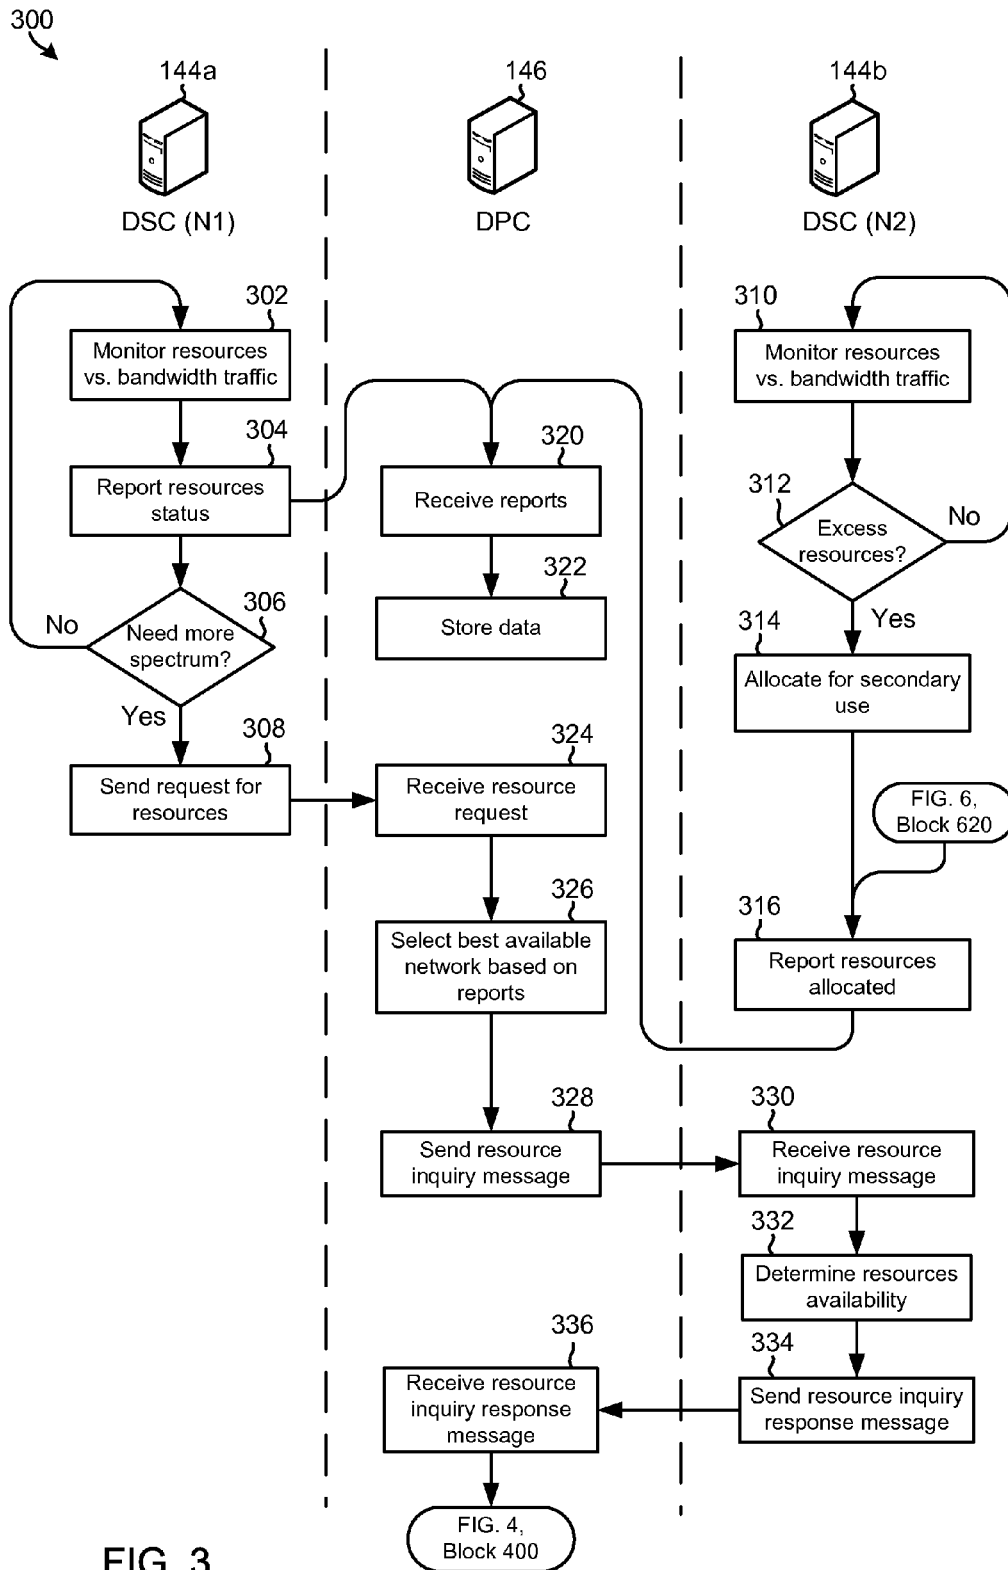 300
144a
146
144b
DSC (N1)
DPC
DSC (N2)
302
Monitor resources
vs. bandwidth traffic
304
Report resources
status
306
Need more
spectrum?
No
Yes
308
Send request for
resources
320
Receive reports
322
Store data
324
Receive resource
request
326
Select best available
network based on
reports
328
Send resource
inquiry message
336
Receive resource
inquiry response
message
FIG. 4,
Block 400
310
Monitor resources
vs. bandwidth traffic
312
Excess
resources?
No
Yes
314
Allocate for secondary
use
FIG. 6,
Block 620
316
Report resources
allocated
330
Receive resource
inquiry message
332
Determine resources
availability
334
Send resource inquiry
response message
FIG. 3